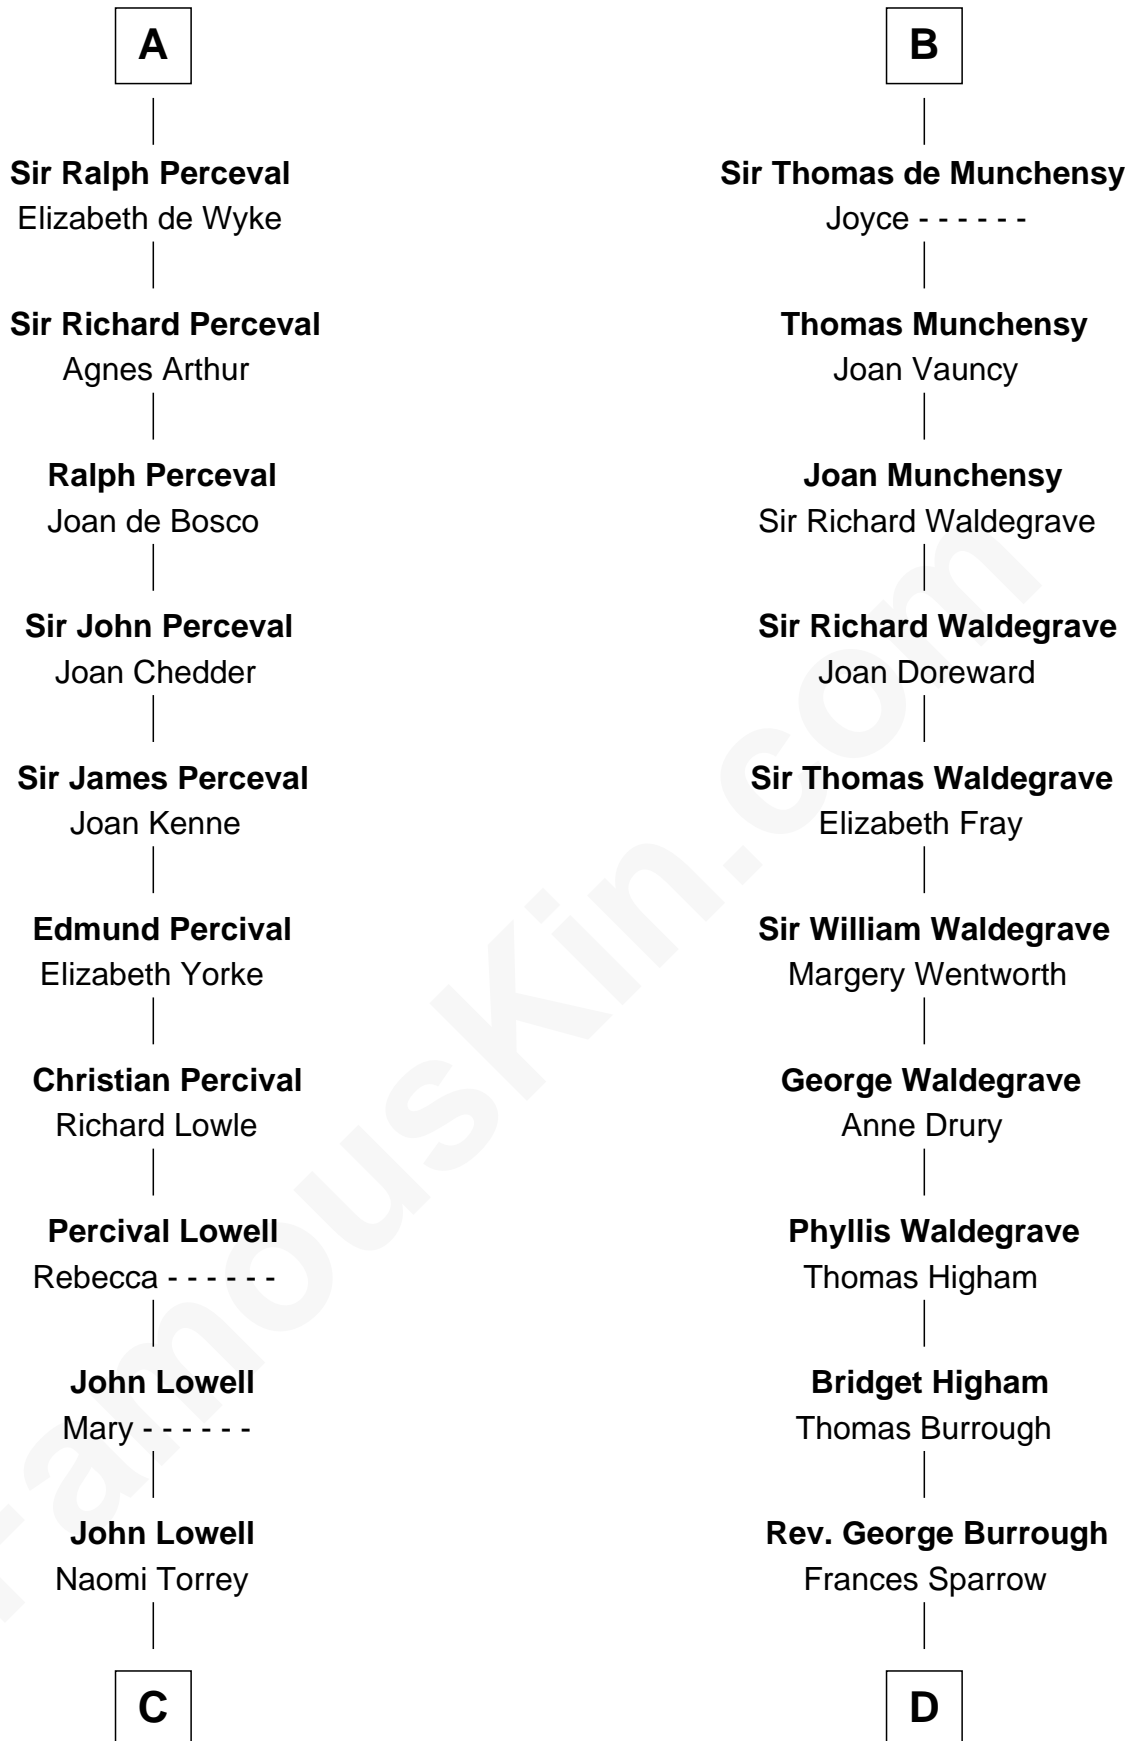 A
Sir Ralph Perceval
Elizabeth de Wyke
Sir Richard Perceval
Agnes Arthur
Ralph Perceval
Joan de Bosco
Sir John Perceval
Joan Chedder
Sir James Perceval
Joan Kenne
Edmund Percival
Elizabeth Yorke
Christian Percival
Richard Lowle
Percival Lowell
Rebecca - - - - - -
John Lowell
Mary - - - - - -
John Lowell
Naomi Torrey
C
B
Sir Thomas de Munchensy
Joyce - - - - - -
Thomas Munchensy
Joan Vauncy
Joan Munchensy
Sir Richard Waldegrave
Sir Richard Waldegrave
Joan Doreward
Sir Thomas Waldegrave
Elizabeth Fray
Sir William Waldegrave
Margery Wentworth
George Waldegrave
Anne Drury
Phyllis Waldegrave
Thomas Higham
Bridget Higham
Thomas Burrough
Rev. George Burrough
Frances Sparrow
D
FamousKin.com